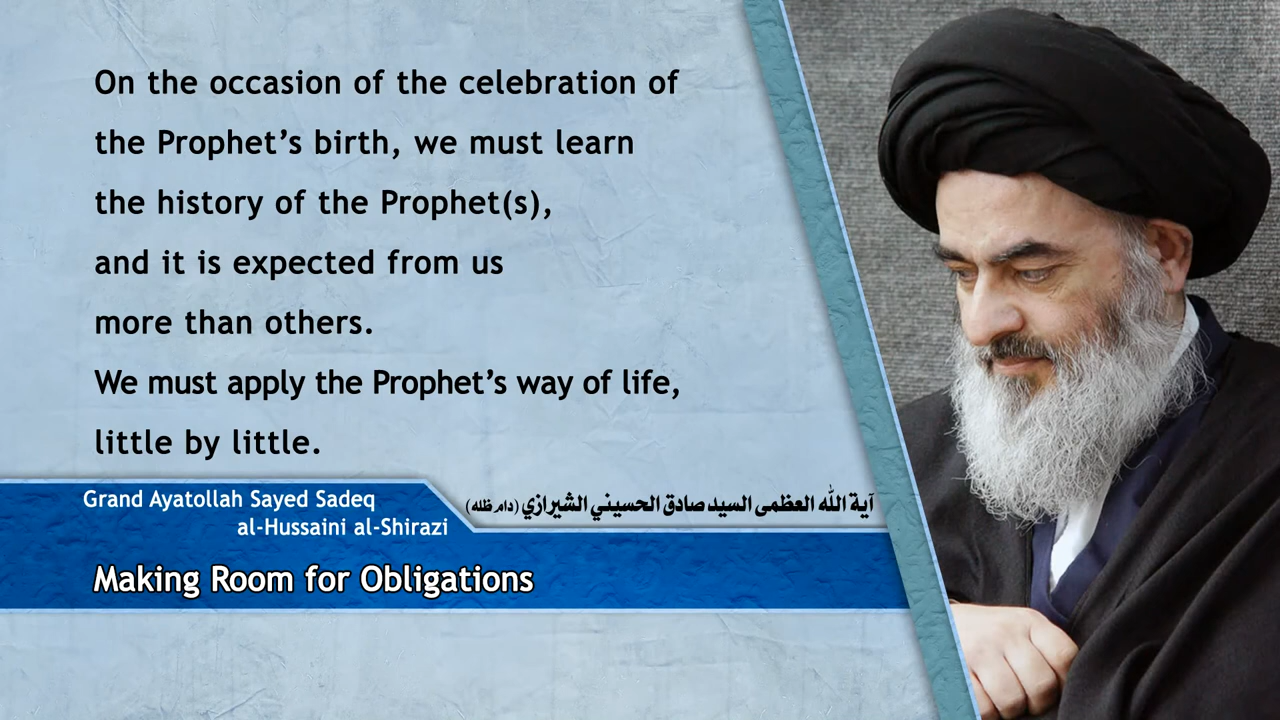 On the occasion of the celebration of
the Prophet’s birth, we must learn
the history of the Prophet(s),
and it is expected from us
more than others.
We must apply the Prophet’s way of life,
little by little.
Grand Ayatollah Sayed Sadeq
al-Hussaini al-Shirazi
آية الله العظمى السيد صادق الحسيني الشيرازي (دام ظله)
Making Room for Obligations